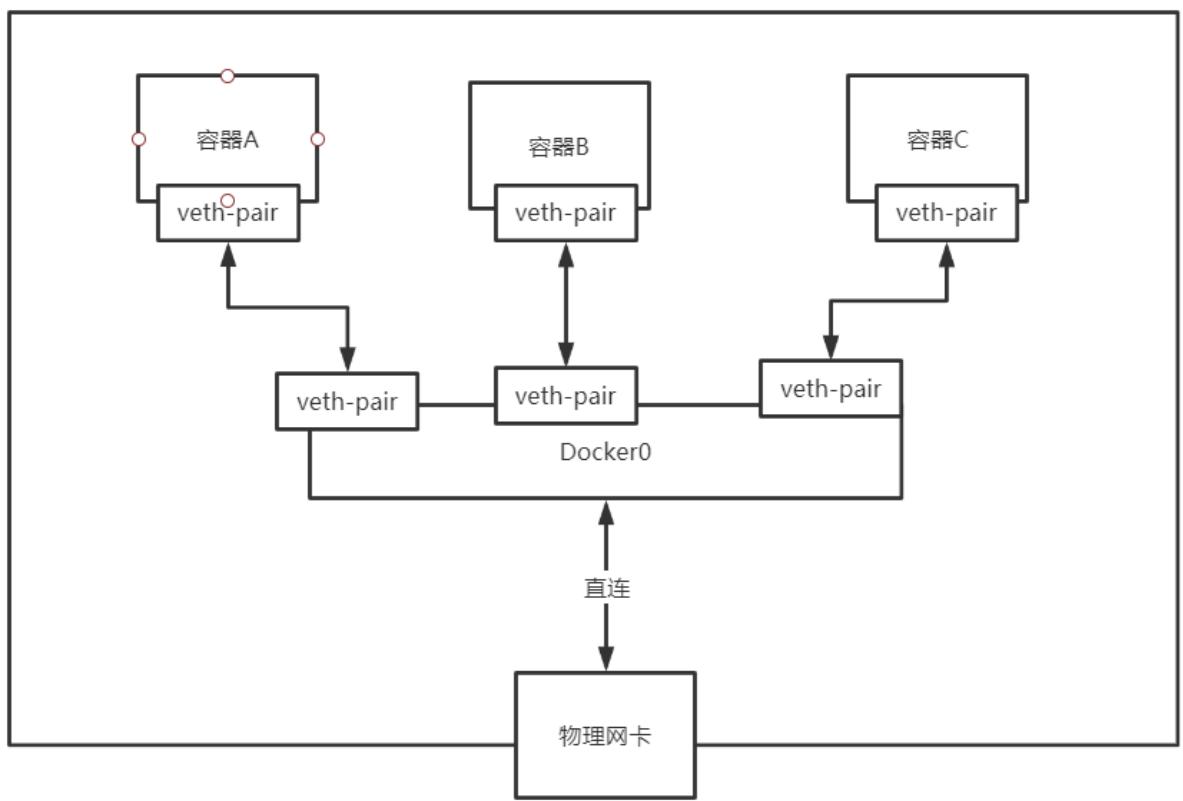 容器A
容器B
容器C
veth-pair
veth-pair
veth-pair
veth-pair
veth-pair
veth-pair
Docker0
直连
物理网卡